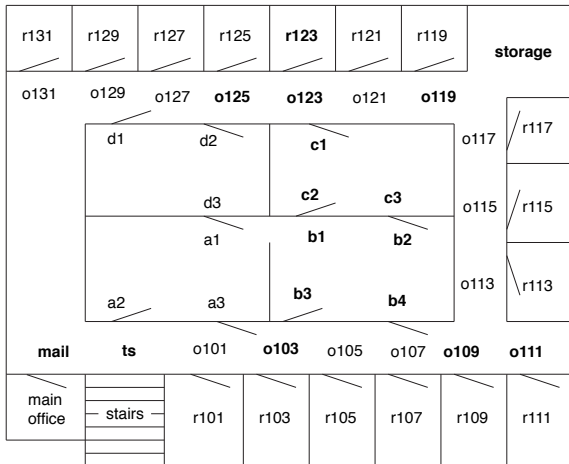 r131 r129 r127 r125 r123 r121 r119
storage
o131 o129 o127 o125 o123 o121 o119
d1 d2 c1 o117 r117
d3 c2 c3 o115 r115
a1 b1 b2
a2 a3 b3 b4 o113 r113
mail ts o101 o103 o105 o107 o109 o111
main
office
stairs r101 r103 r105 r107 r109 r111